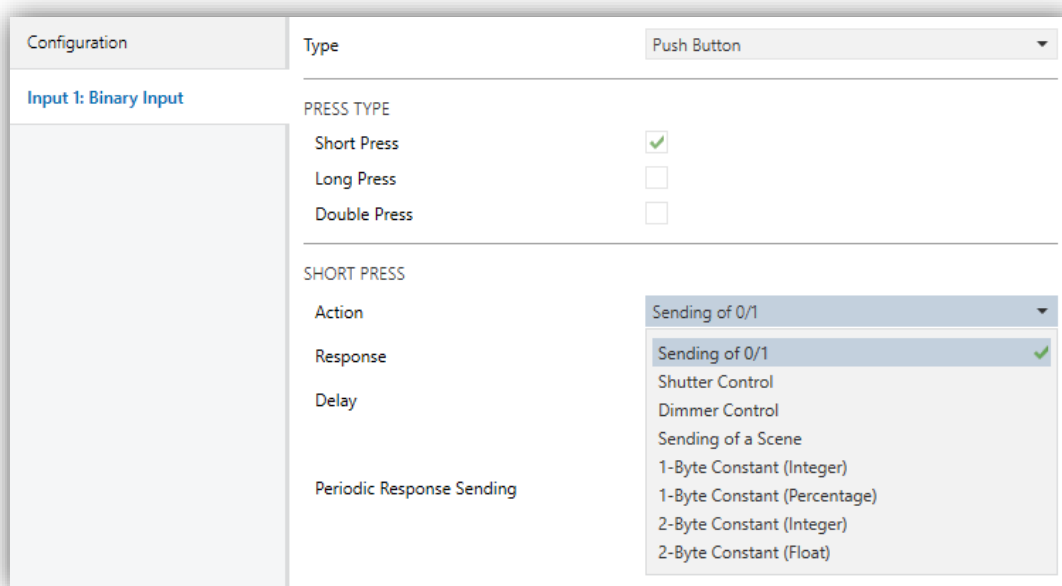 Configuration
Input 1: Binary Input
Type
Push Button
PRESS TYPE
Short Press
Long Press
Double Press
SHORT PRESS
Action
Sending of 0/1
Response
Delay
Periodic Response Sending
Sending of 0/1
Shutter Control
Dimmer Control
Sending of a Scene
1-Byte Constant (Integer)
1-Byte Constant (Percentage)
2-Byte Constant (Integer)
2-Byte Constant (Float)